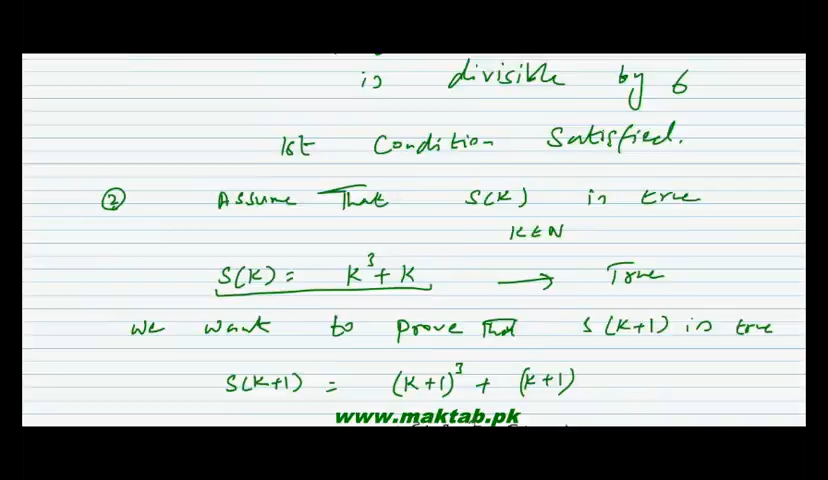 is divisible by 6
1st Condition Satisfied.
② Assume That S(K) is true
K∈N
S(K) = K³+K → True
We want to prove That S(K+1) is true
S(K+1) = (K+1)³ + (K+1)
www.maktab.pk